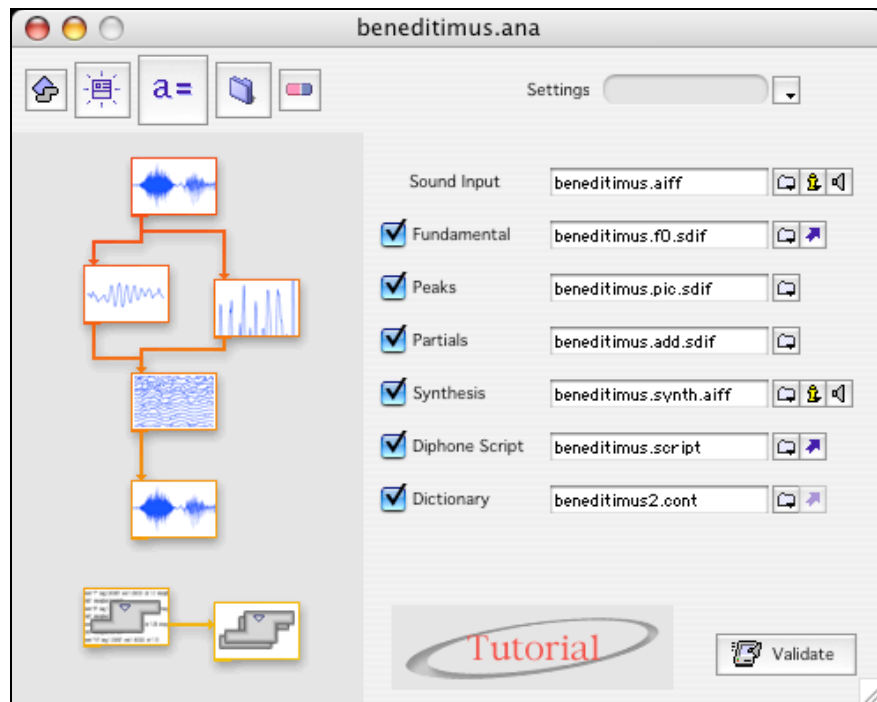 beneditimus.ana
a=
Settings
Sound Input beneditimus.aiff
Fundamental beneditimus.f0.sdif
Peaks beneditimus.pic.sdif
Partials beneditimus.add.sdif
Synthesis beneditimus.synth.aiff
Diphone Script beneditimus.script
Dictionary beneditimus2.cont
Tutorial
Validate